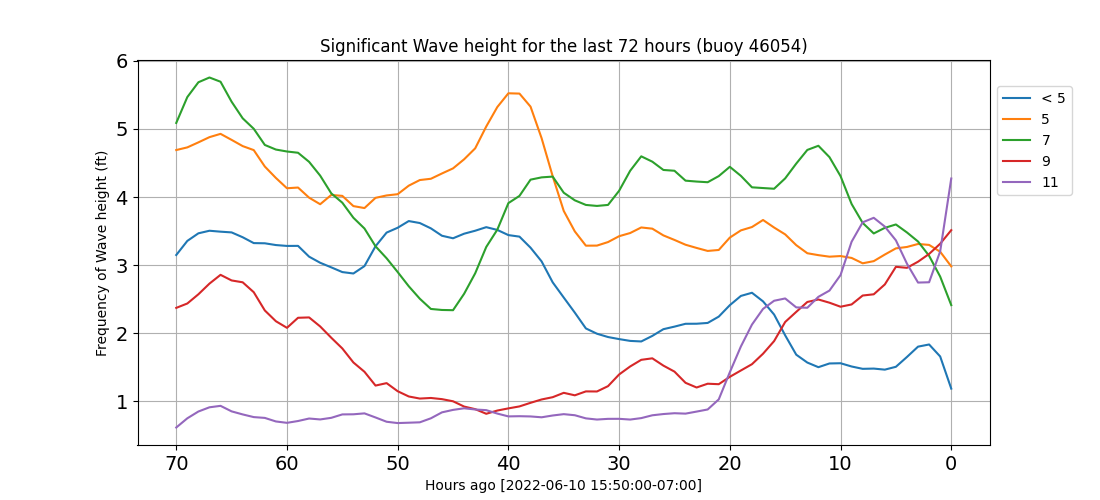 Significant Wave height for the last 72 hours (buoy 46054)
Frequency of Wave height (ft)
6
5
4
3
2
1
70 60 50 40 30 20 10 0
Hours ago [2022-06-10 15:50:00-07:00]
< 5
5
7
9
11